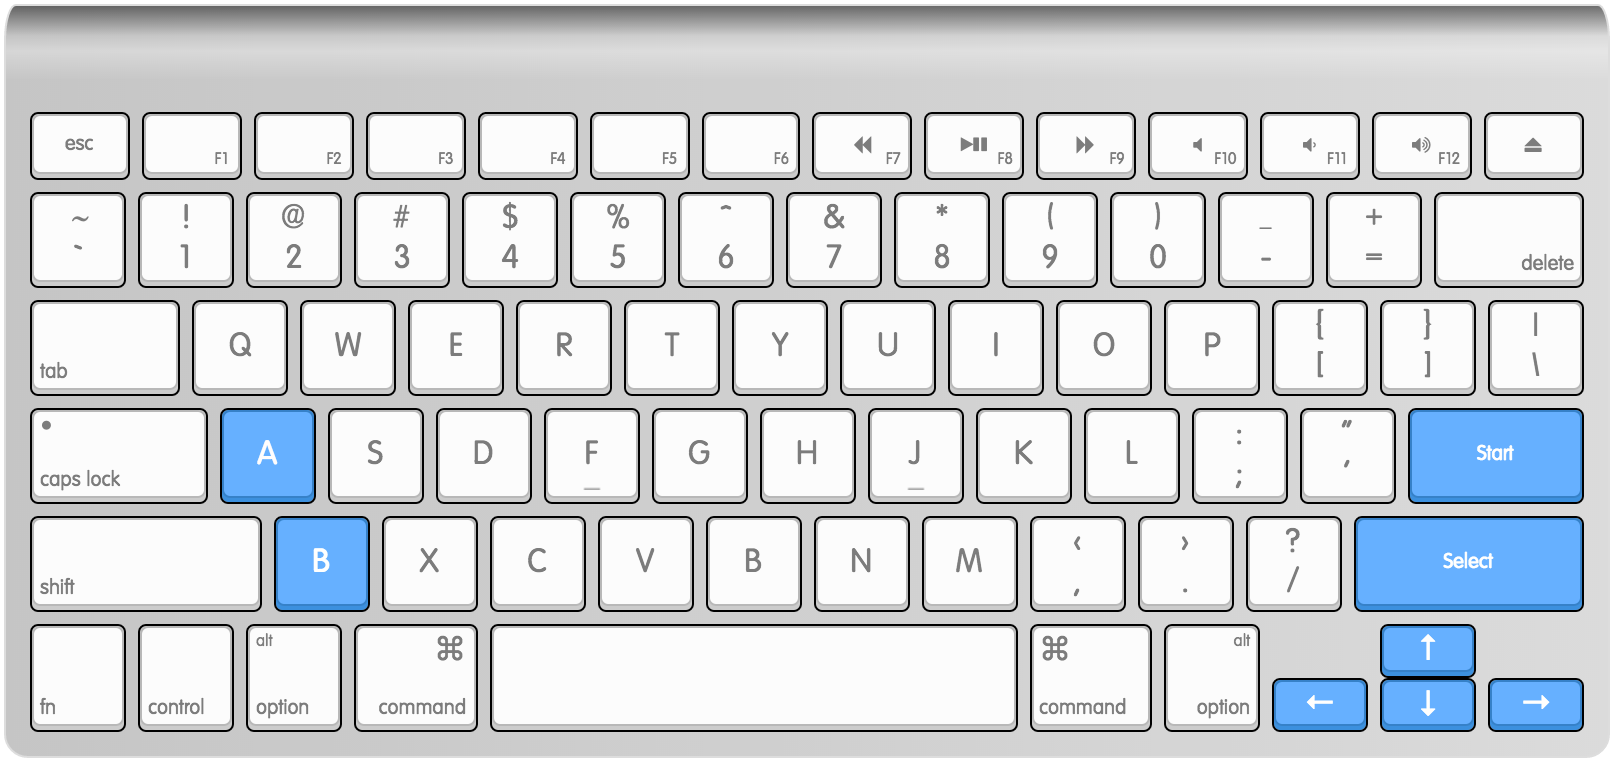 esc F1 F2 F3 F4 F5 F6 F7 F8 F9 F10 F11 F12
~ ! @ # $ % ^ & * ( ) _ +
` 1 2 3 4 5 6 7 8 9 0 - = delete
tab Q W E R T Y U I O P { } |
[ ] \
caps lock A S D F G H J K L : " Start
_ _ ; ,
shift B X C V B N M < > ? Select
, . /
alt ⌘ ⌘ alt ↑
fn control option command command option ← ↓ →